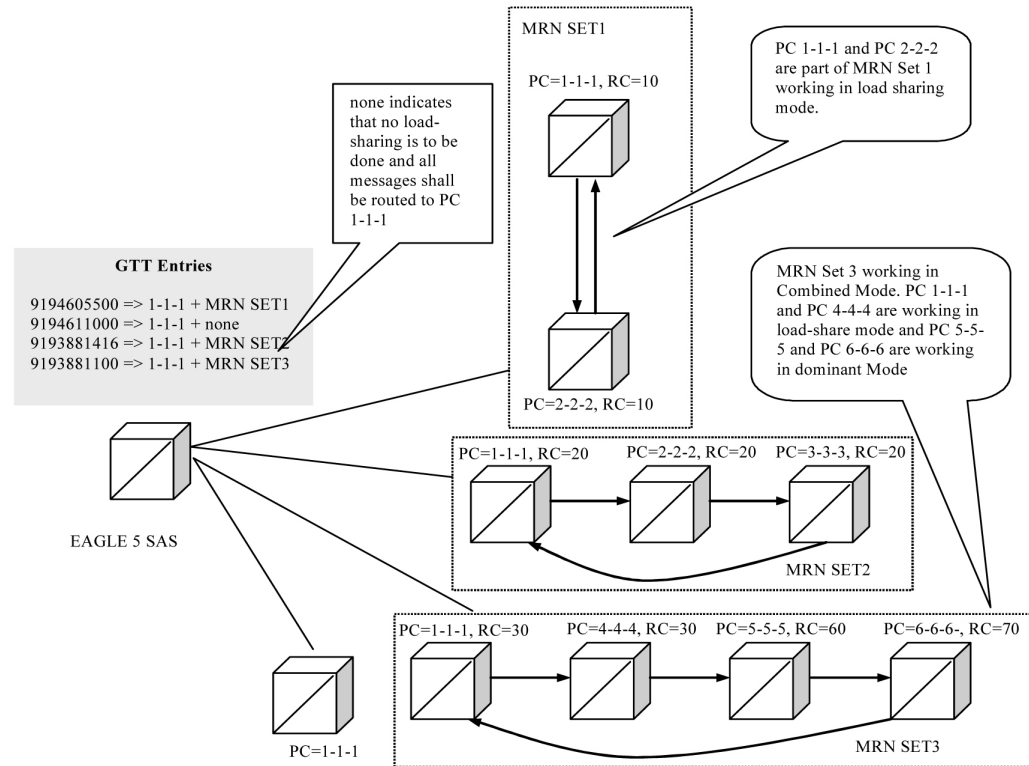 MRN SET1
PC=1-1-1, RC=10
PC=2-2-2, RC=10
PC 1-1-1 and PC 2-2-2
are part of MRN Set 1
working in load sharing
mode.
none indicates
that no load-
sharing is to be
done and all
messages shall
be routed to PC
1-1-1
GTT Entries
9194605500 => 1-1-1 + MRN SET1
9194611000 => 1-1-1 + none
9193881416 => 1-1-1 + MRN SET2
9193881100 => 1-1-1 + MRN SET3
MRN Set 3 working in
Combined Mode. PC 1-1-1
and PC 4-4-4 are working in
load-share mode and PC 5-5-
5 and PC 6-6-6 are working
in dominant Mode
EAGLE 5 SAS
PC=1-1-1, RC=20
PC=2-2-2, RC=20
PC=3-3-3, RC=20
MRN SET2
PC=1-1-1, RC=30
PC=4-4-4, RC=30
PC=5-5-5, RC=60
PC=6-6-6-, RC=70
MRN SET3
PC=1-1-1